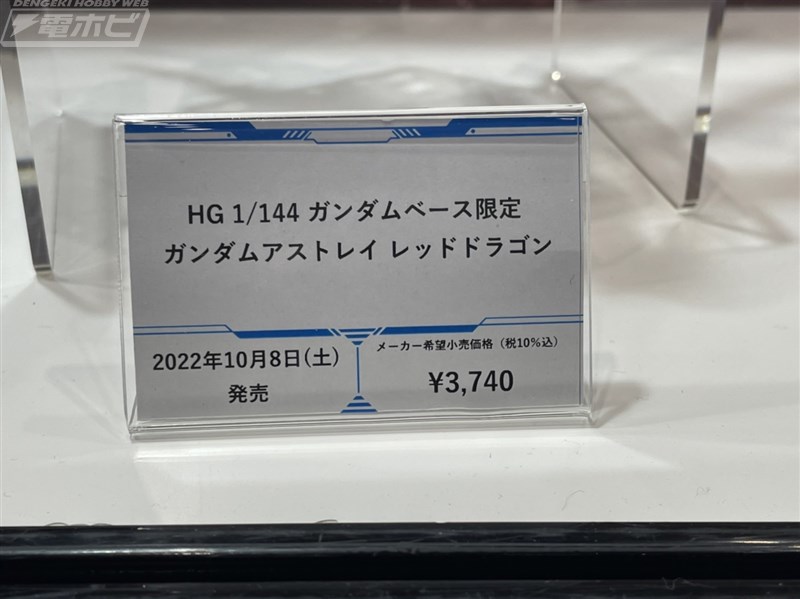 DENGEKI HOBBY WEB
電ホビ
HG 1/144 ガンダムベース限定
ガンダムアストレイ レッドドラゴン
2022年10月8日(土)
発売
メーカー希望小売価格（税10%込）
¥3,740